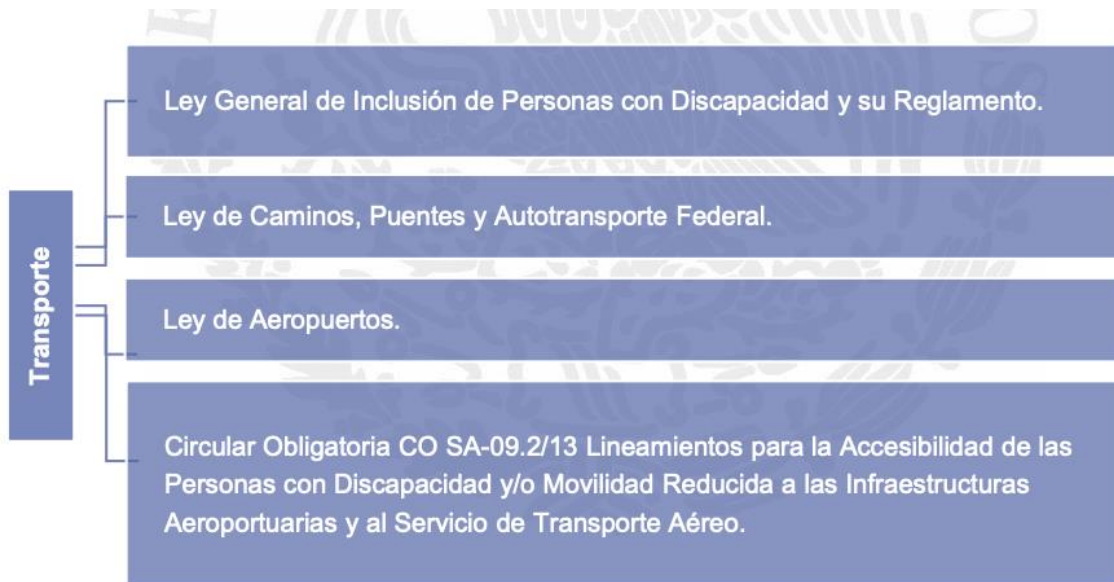 Transporte
Ley General de Inclusión de Personas con Discapacidad y su Reglamento.
Ley de Caminos, Puentes y Autotransporte Federal.
Ley de Aeropuertos.
Circular Obligatoria CO SA-09.2/13 Lineamientos para la Accesibilidad de las
Personas con Discapacidad y/o Movilidad Reducida a las Infraestructuras
Aeroportuarias y al Servicio de Transporte Aéreo.